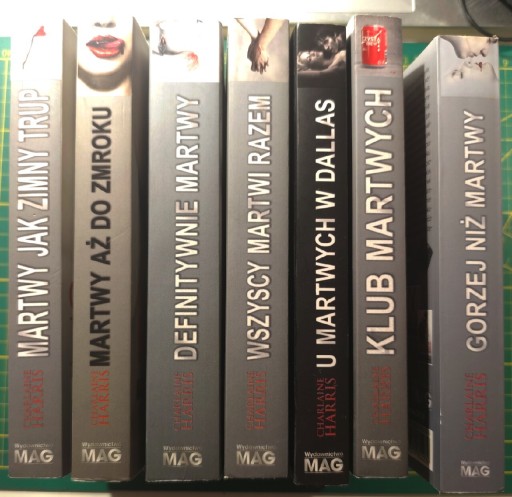 MARTWY JAK ZIMNY TRUP
CHARLAINE
HARRIS
Wydawnictwo
MAG
MARTWY AŻ DO ZMROKU
CHARLAINE
HARRIS
Wydawnictwo
MAG
DEFINITYWNIE MARTWY
CHARLAINE
HARRIS
Wydawnictwo
MAG
WSZYSCY MARTWI RAZEM
CHARLAINE
HARRIS
Wydawnictwo
MAG
U MARTWYCH W DALLAS
CHARLAINE
HARRIS
Wydawnictwo
MAG
KLUB MARTWYCH
CHARLAINE
HARRIS
Wydawnictwo
MAG
GORZEJ NIŻ MARTWY
CHARLAINE
HARRIS
Wydawnictwo
MAG